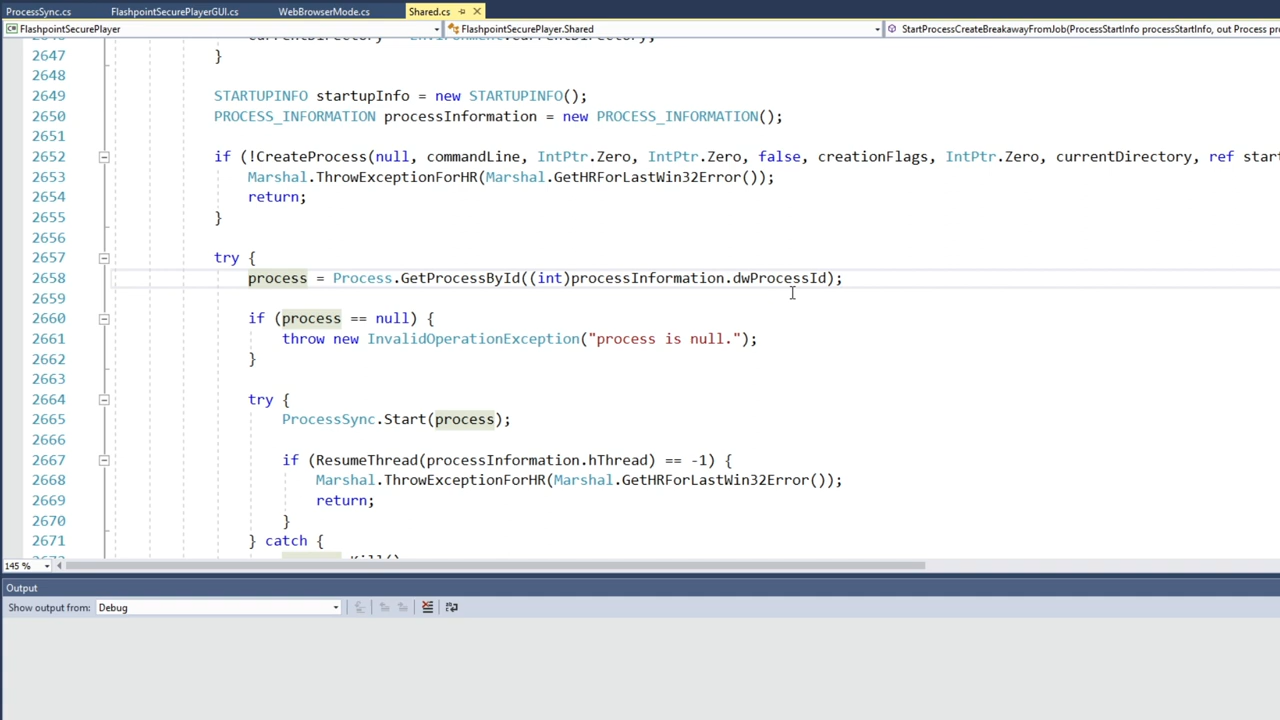 ProcessSync.cs FlashpointSecurePlayerGUI.cs WebBrowserMode.cs Shared.cs
FlashpointSecurePlayer FlashpointSecurePlayer.Shared StartProcessCreateBreakawayFromJob(ProcessStartInfo processStartInfo, out Process pr
currentDirectory = Environment.CurrentDirectory;
2647 }
2648
2649 STARTUPINFO startupInfo = new STARTUPINFO();
2650 PROCESS_INFORMATION processInformation = new PROCESS_INFORMATION();
2651
2652 if (!CreateProcess(null, commandLine, IntPtr.Zero, IntPtr.Zero, false, creationFlags, IntPtr.Zero, currentDirectory, ref start
2653 Marshal.ThrowExceptionForHR(Marshal.GetHRForLastWin32Error());
2654 return;
2655 }
2656
2657 try {
2658 process = Process.GetProcessById((int)processInformation.dwProcessId);
2659
2660 if (process == null) {
2661 throw new InvalidOperationException("process is null.");
2662 }
2663
2664 try {
2665 ProcessSync.Start(process);
2666
2667 if (ResumeThread(processInformation.hThread) == -1) {
2668 Marshal.ThrowExceptionForHR(Marshal.GetHRForLastWin32Error());
2669 return;
2670 }
2671 } catch {
145 %
Output
Show output from: Debug